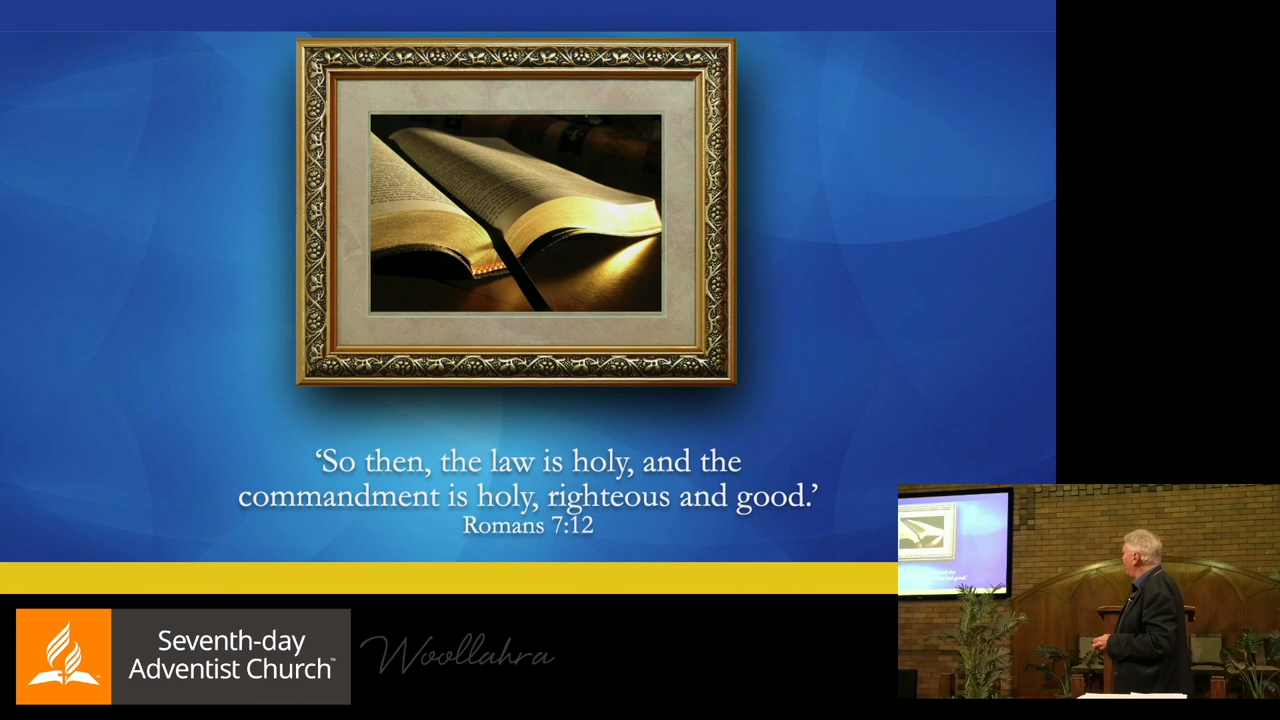 ‘So then, the law is holy, and the
commandment is holy, righteous and good.’
Romans 7:12
Seventh-day
Adventist Church™
Woollahra